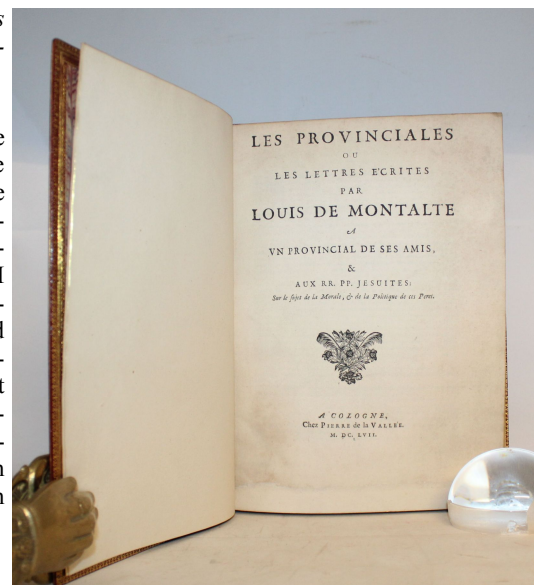 s
-
e
e
e
-
-
I
-
l
-
t
-
-
n
n
LES PROVINCIALES
OU
LES LETTRES ECRITES
PAR
LOUIS DE MONTALTE
A
VN PROVINCIAL DE SES AMIS,
&
AUX RR. PP. JESUITES:
Sur le sujet de la Morale, & de la Politique de ces Peres.
A COLOGNE,
Chez PIERRE de la VALLEE.
M. DC. LVII.